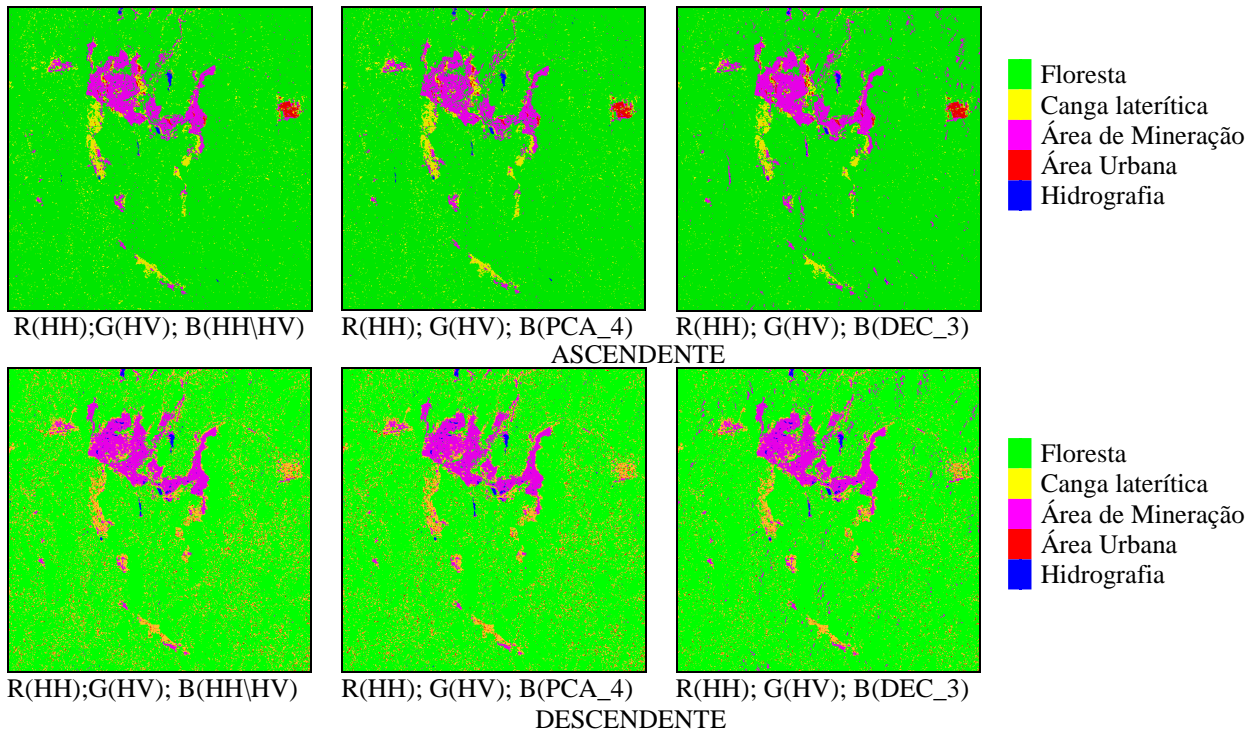 Floresta
Canga laterítica
Área de Mineração
Área Urbana
Hidrografia
R(HH);G(HV); B(HH\HV)
R(HH); G(HV); B(PCA_4)
R(HH); G(HV); B(DEC_3)
ASCENDENTE
Floresta
Canga laterítica
Área de Mineração
Área Urbana
Hidrografia
R(HH);G(HV); B(HH\HV)
R(HH); G(HV); B(PCA_4)
R(HH); G(HV); B(DEC_3)
DESCENDENTE